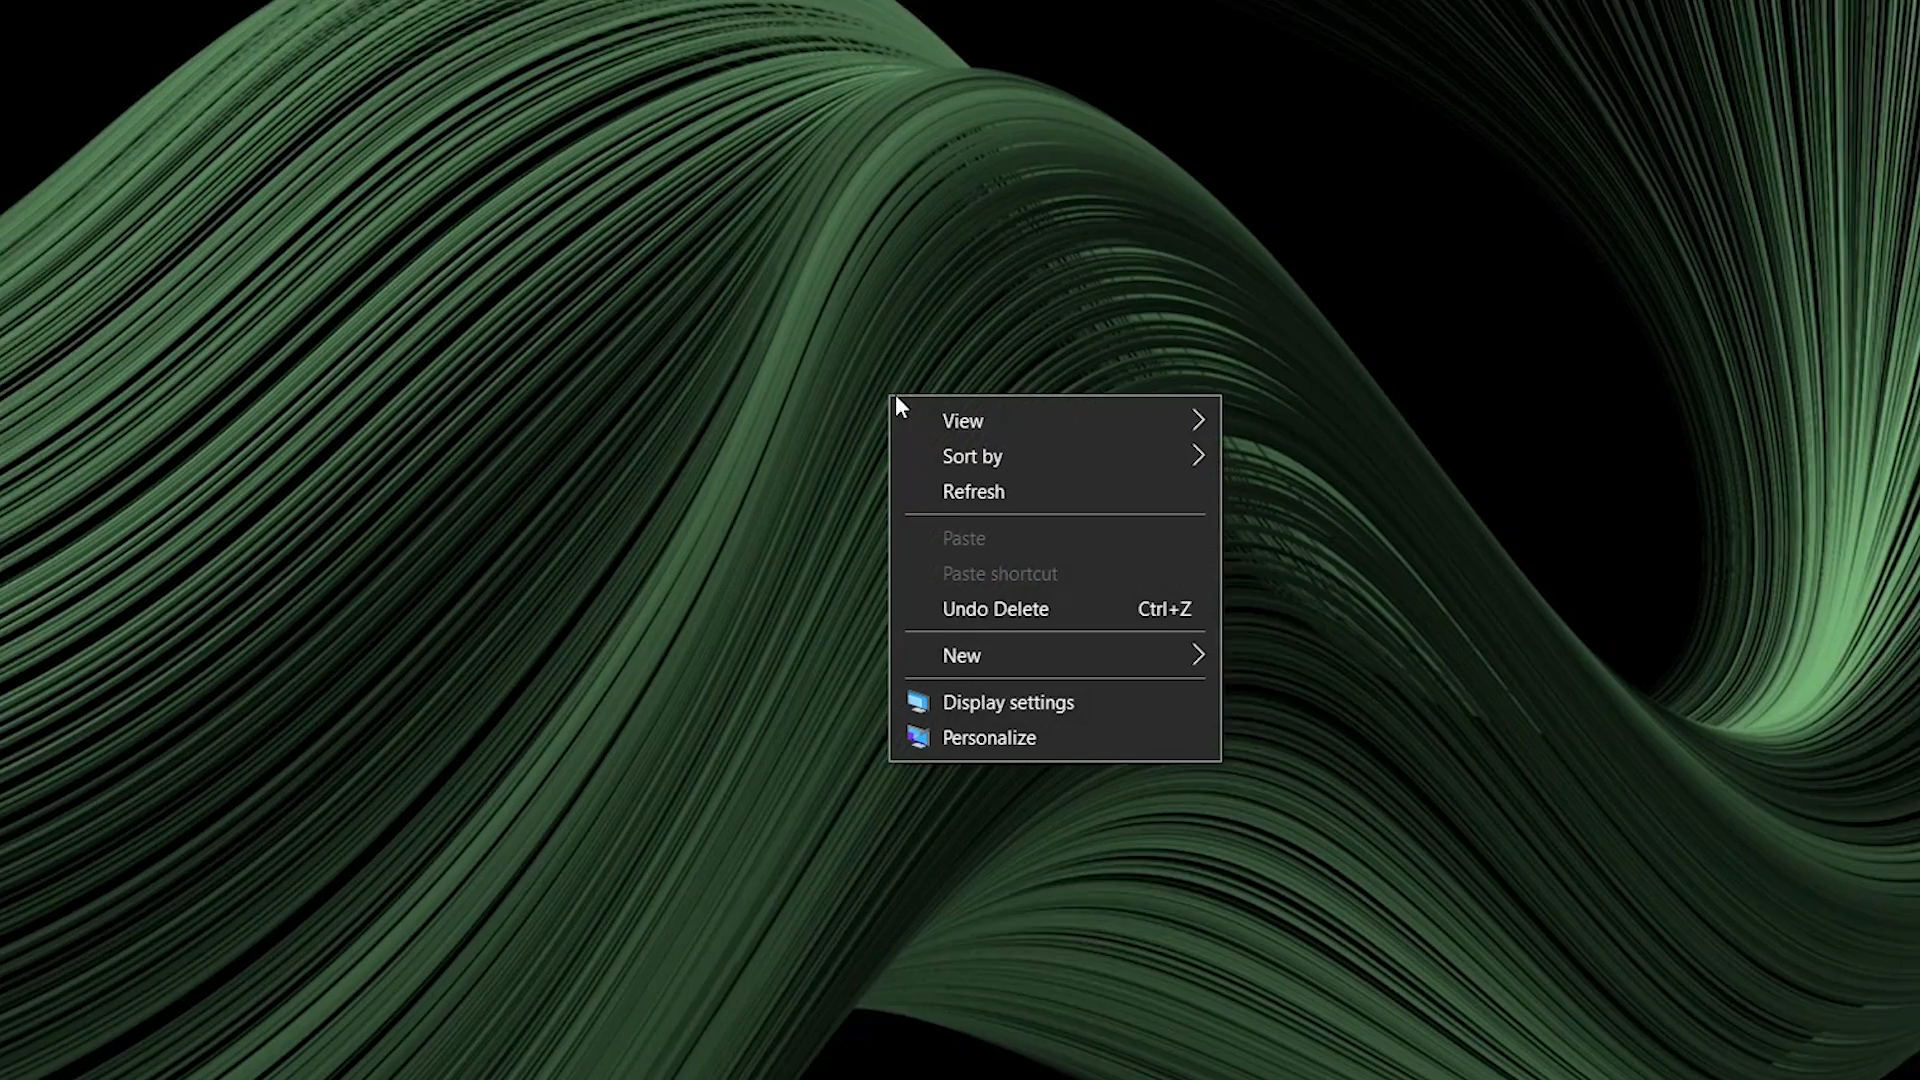 View
Sort by
Refresh
Paste
Paste shortcut
Undo Delete Ctrl+Z
New
Display settings
Personalize